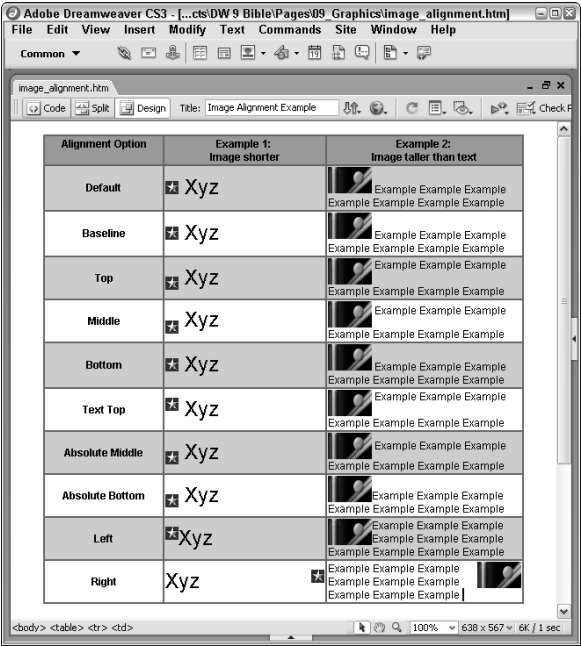 Adobe Dreamweaver CS3 - [...cts\DW 9 Bible\Pages\09_Graphics\image_alignment.htm]
File Edit View Insert Modify Text Commands Site Window Help
Common
image_alignment.htm
Code Split Design Title: Image Alignment Example Check P
Alignment Option Example 1: Example 2:
Image shorter Image taller than text
Default Xyz Example Example Example
Example Example Example Example
Baseline Xyz Example Example Example
Example Example Example Example
Top Xyz Example Example Example
Example Example Example Example
Middle Xyz Example Example Example
Example Example Example Example
Bottom Xyz Example Example Example
Example Example Example Example
Text Top Xyz Example Example Example
Example Example Example Example
Absolute Middle Xyz Example Example Example
Example Example Example Example
Absolute Bottom Xyz Example Example Example
Example Example Example Example
Left Xyz Example Example Example
Example Example Example
Example Example Example Example
Right Xyz Example Example Example
Example Example Example
Example Example Example
<body> <table> <tr> <td> 100% 638 x 567 6K / 1 sec